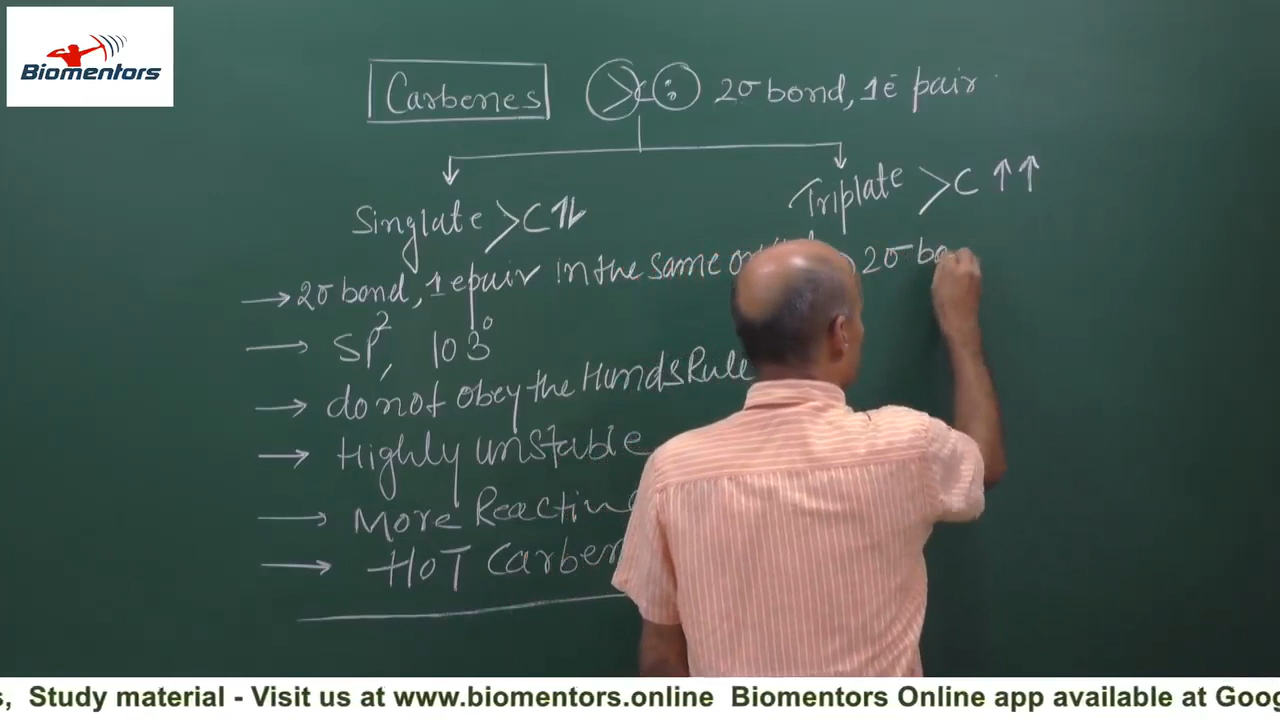 Biomentors
Carbenes >C: 2σ bond, 1ē pair
Singlate >C↑↓
Triplate >C ↑↑
→ 2σ bond, 1 epair in the same
→ SP², 103°
→ do not obey the Hunds Rule
→ Highly unstable
→ More
→ HOT
2σ
Study material - Visit us at www.biomentors.online Biomentors Online app available at